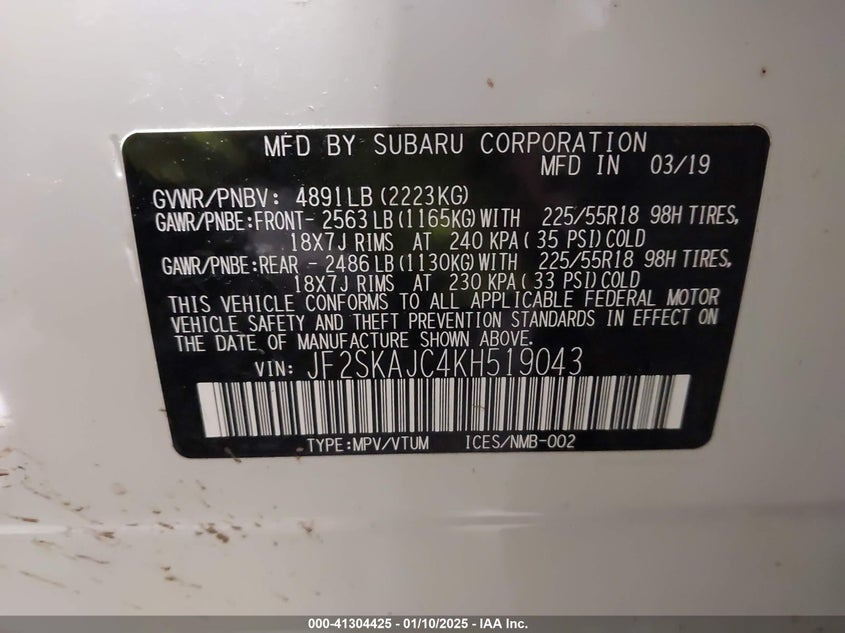 MFD BY SUBARU CORPORATION
MFD IN 03/19
GVWR/PNBV: 4891LB(2223KG)
GAWR/PNBE:FRONT- 2563LB(1165KG)WITH 225/55R18 98H TIRES,
18X7J RIMS AT 240 KPA( 35 PSI)COLD
GAWR/PNBE:REAR - 2486LB(1130KG)WITH 225/55R18 98H TIRES,
18X7J RIMS AT 230 KPA( 33 PSI)COLD
THIS VEHICLE CONFORMS TO ALL APPLICABLE FEDERAL MOTOR
VEHICLE SAFETY AND THEFT PREVENTION STANDARDS IN EFFECT ON
THE DATE OF MANUFACTURE SHOWN ABOVE.
VIN: JF2SKAJC4KH519043
TYPE:MPV/VTUM ICES/NMB-002
000-41304425 - 01/10/2025 - IAA Inc.